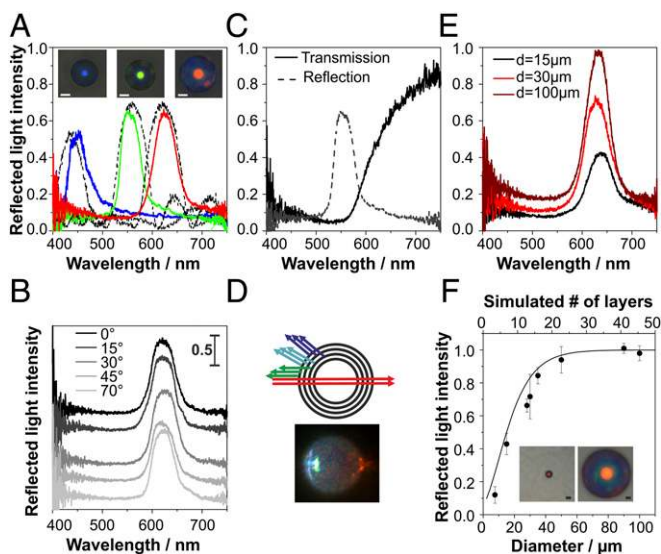 A
Reflected light intensity
1.0
0.8
0.6
0.4
0.2
0.0
400 500 600 700
Wavelength / nm
B
0°
15°
30°
45°
70°
0.5
Reflected light intensity
400 500 600 700
Wavelength / nm
C
Transmission
Reflection
1.0
0.8
0.6
0.4
0.2
0.0
400 500 600 700
Wavelength / nm
D
E
d=15µm
d=30µm
d=100µm
Reflected light intensity
1.0
0.8
0.6
0.4
0.2
0.0
400 500 600 700
Wavelength / nm
F
Simulated # of layers
0 10 20 30 40 50
Reflected light intensity
1.0
0.8
0.6
0.4
0.2
0.0
0 20 40 60 80 100
Diameter / µm